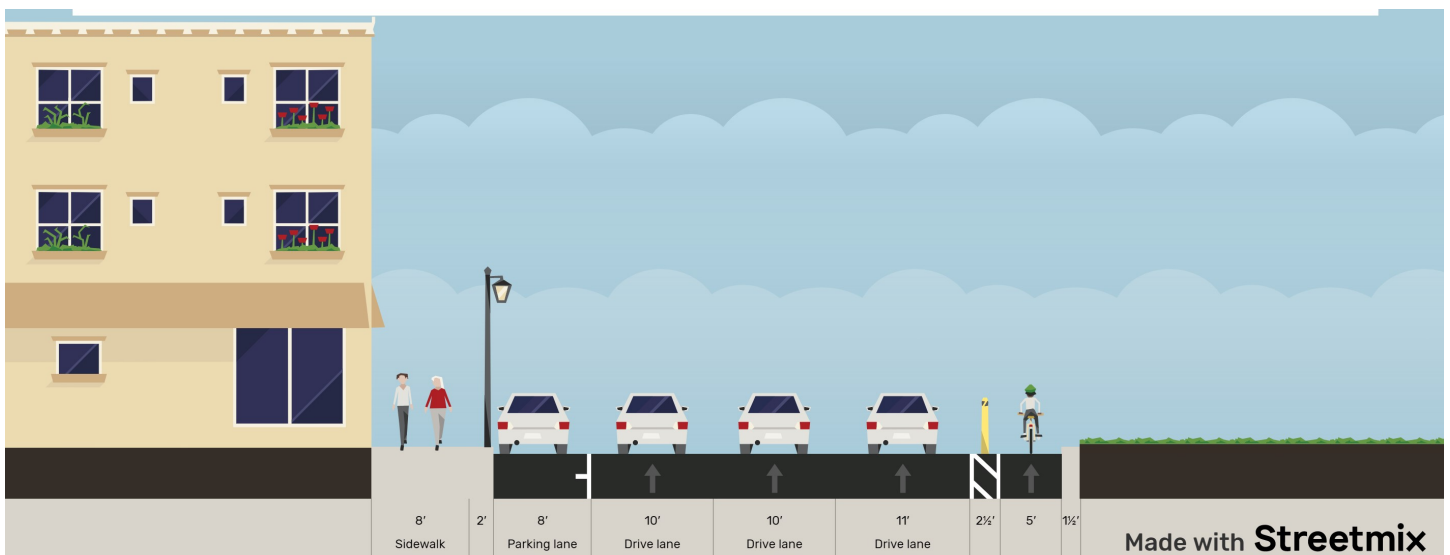 8' 2' 8' 10' 10' 11' 2½' 5' 1½'
Sidewalk Parking lane Drive lane Drive lane Drive lane
Made with Streetmix